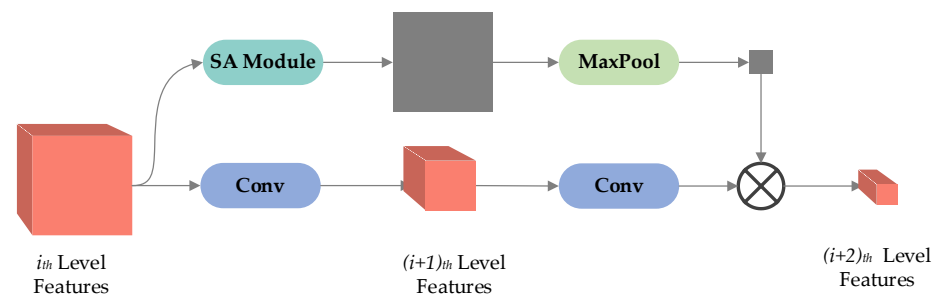 SA Module
MaxPool
Conv
Conv
ith Level
Features
(i+1)th Level
Features
(i+2)th Level
Features